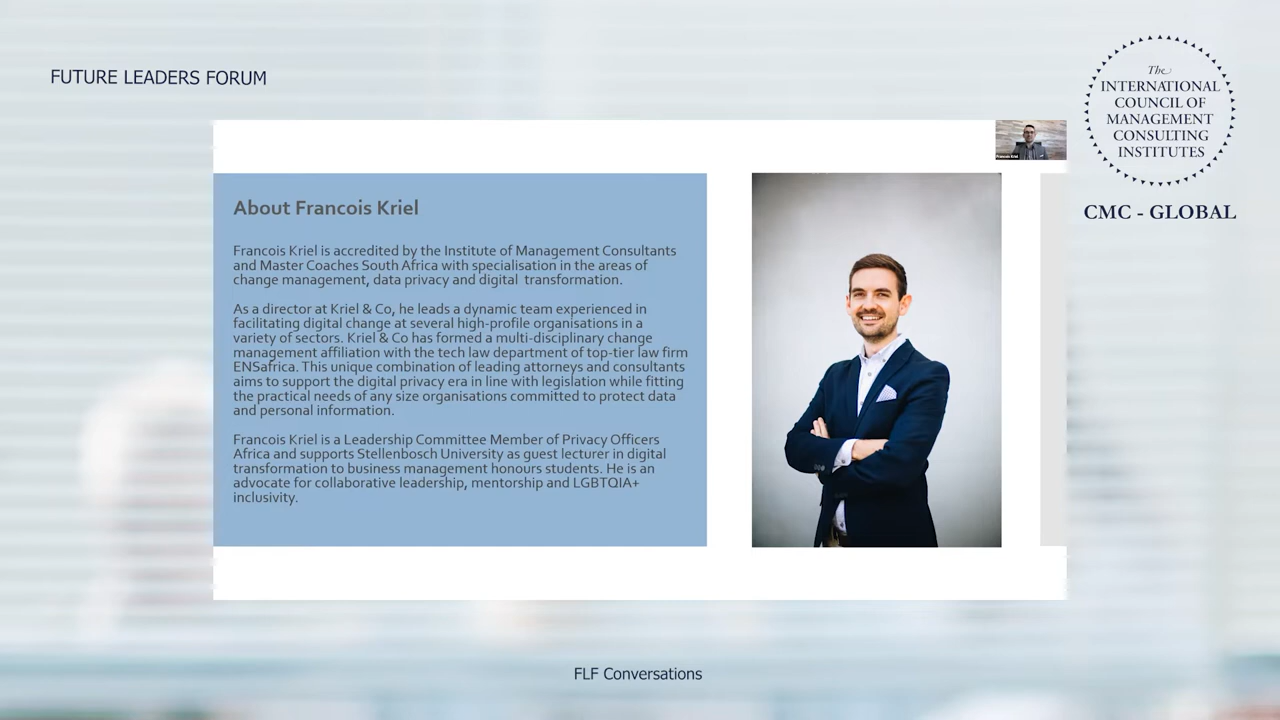 FUTURE LEADERS FORUM
The
INTERNATIONAL
COUNCIL OF
MANAGEMENT
CONSULTING
INSTITUTES
CMC - GLOBAL
Francois Kriel
About Francois Kriel
Francois Kriel is accredited by the Institute of Management Consultants
and Master Coaches South Africa with specialisation in the areas of
change management, data privacy and digital transformation.
As a director at Kriel & Co, he leads a dynamic team experienced in
facilitating digital change at several high-profile organisations in a
variety of sectors. Kriel & Co has formed a multi-disciplinary change
management affiliation with the tech law department of top-tier law firm
ENSafrica. This unique combination of leading attorneys and consultants
aims to support the digital privacy era in line with legislation while fitting
the practical needs of any size organisations committed to protect data
and personal information.
Francois Kriel is a Leadership Committee Member of Privacy Officers
Africa and supports Stellenbosch University as guest lecturer in digital
transformation to business management honours students. He is an
advocate for collaborative leadership, mentorship and LGBTQIA+
inclusivity.
FLF Conversations